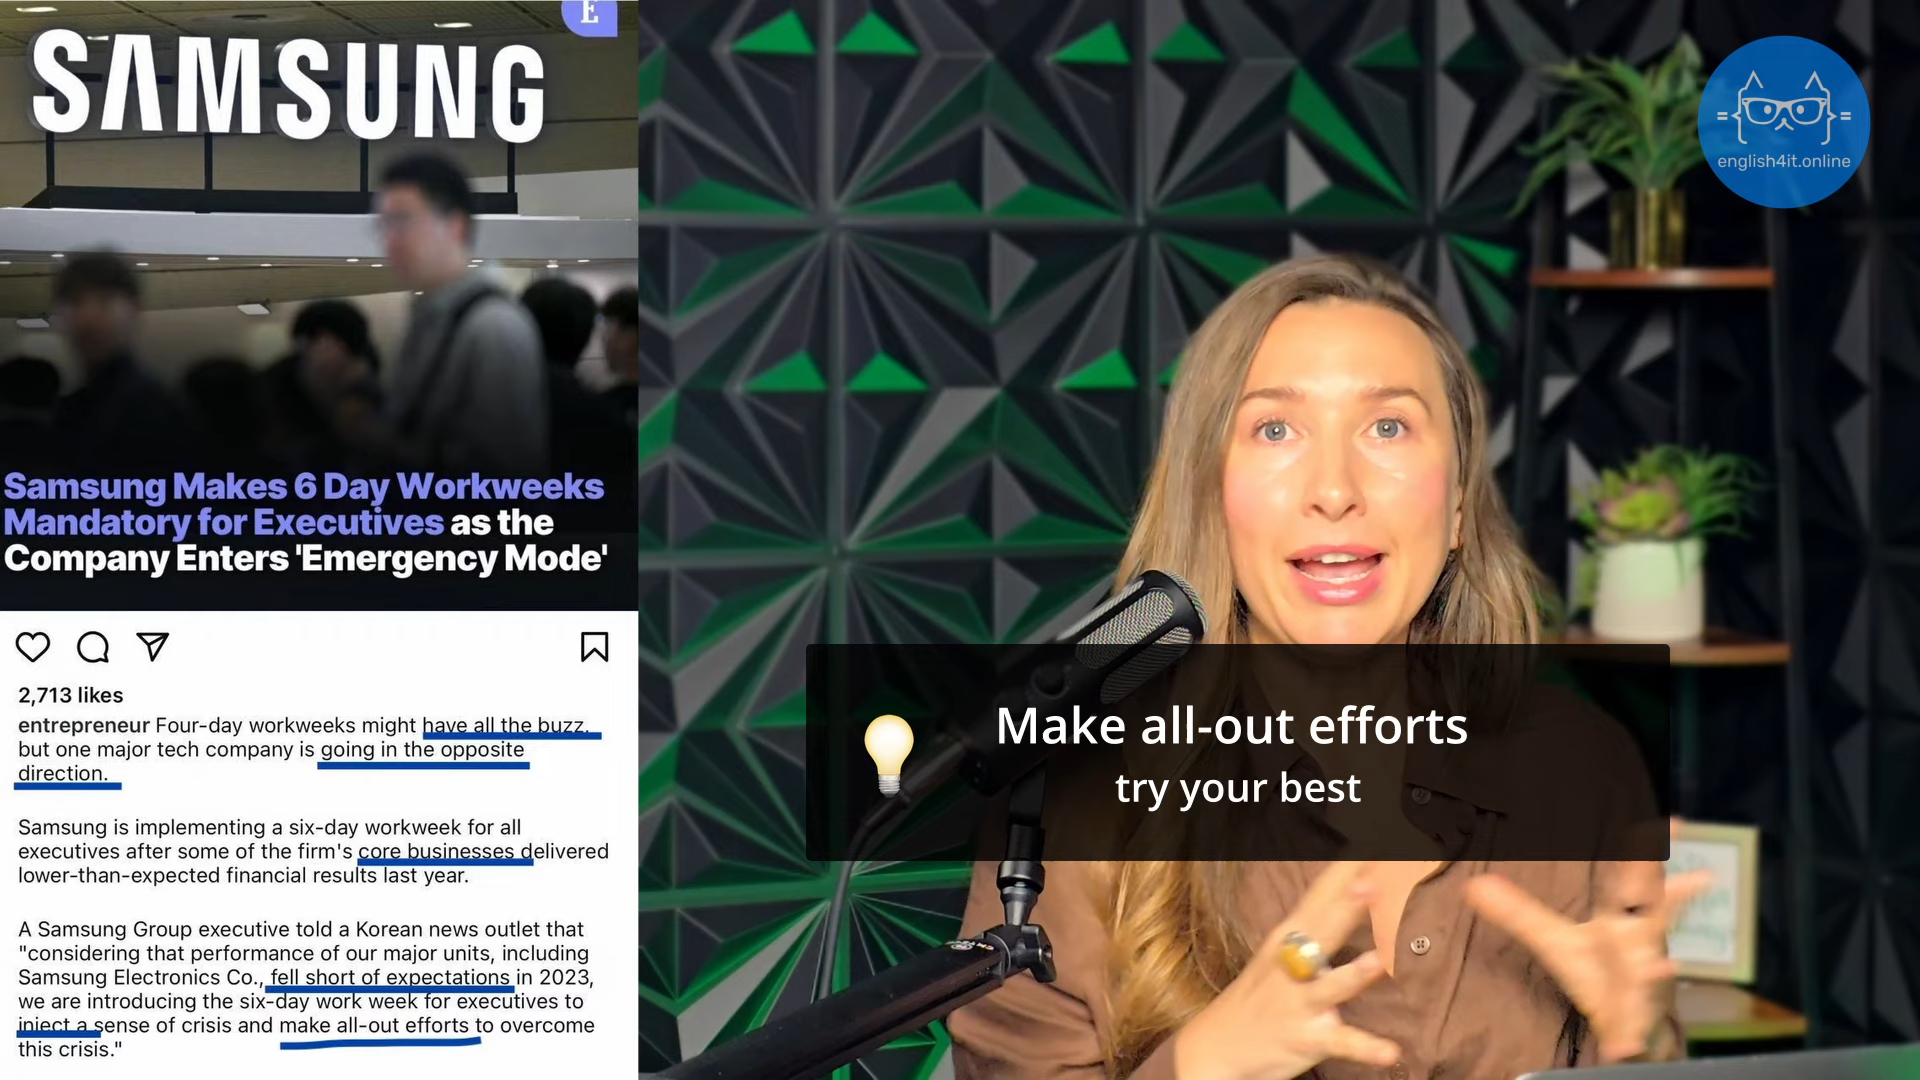 E
SAMSUNG
Samsung Makes 6 Day Workweeks
Mandatory for Executives as the
Company Enters 'Emergency Mode'
2,713 likes
entrepreneur Four-day workweeks might have all the buzz,
but one major tech company is going in the opposite
direction.
Samsung is implementing a six-day workweek for all
executives after some of the firm's core businesses delivered
lower-than-expected financial results last year.
A Samsung Group executive told a Korean news outlet that
"considering that performance of our major units, including
Samsung Electronics Co., fell short of expectations in 2023,
we are introducing the six-day work week for executives to
inject a sense of crisis and make all-out efforts to overcome
this crisis."
english4it.online
Make all-out efforts
try your best